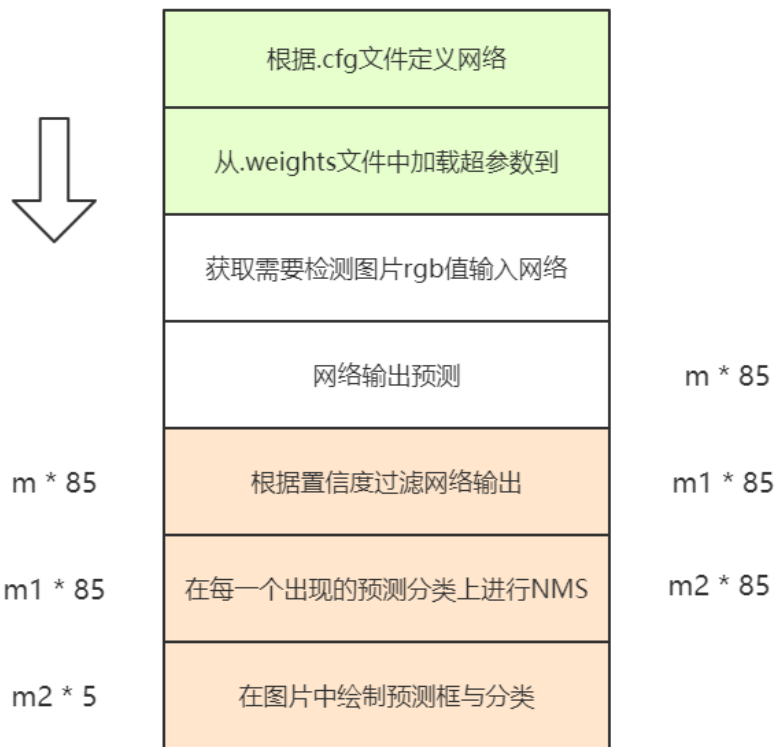 根据.cfg文件定义网络
从.weights文件中加载超参数到
获取需要检测图片rgb值输入网络
网络输出预测
m * 85
m * 85
根据置信度过滤网络输出
m1 * 85
m1 * 85
在每一个出现的预测分类上进行NMS
m2 * 85
m2 * 5
在图片中绘制预测框与分类